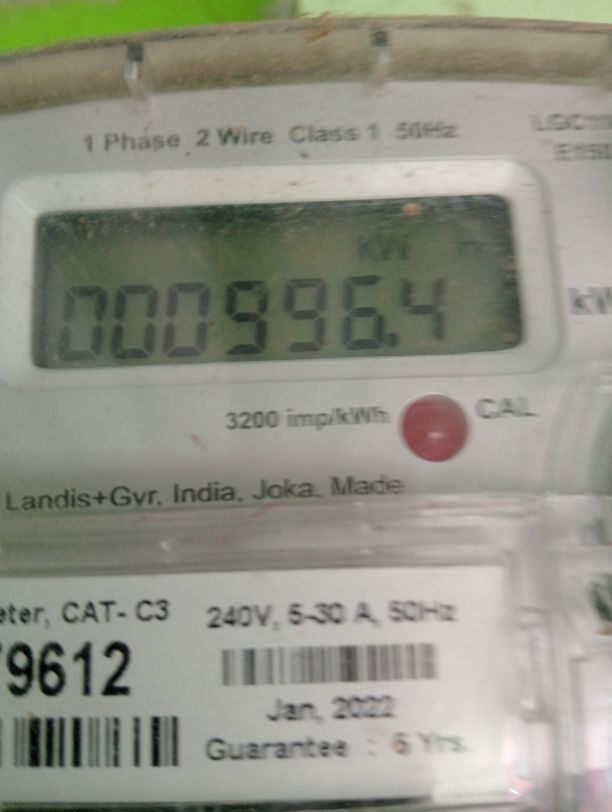 1 Phase 2 Wire Class 1 50Hz
kW h
000996.4
kW
3200 imp/kWh
CAL
Landis+Gyr, India, Joka, Made
eter, CAT- C3
240V, 5-30 A, 50Hz
9612
Jan, 2022
Guarantee : 5 Yrs.